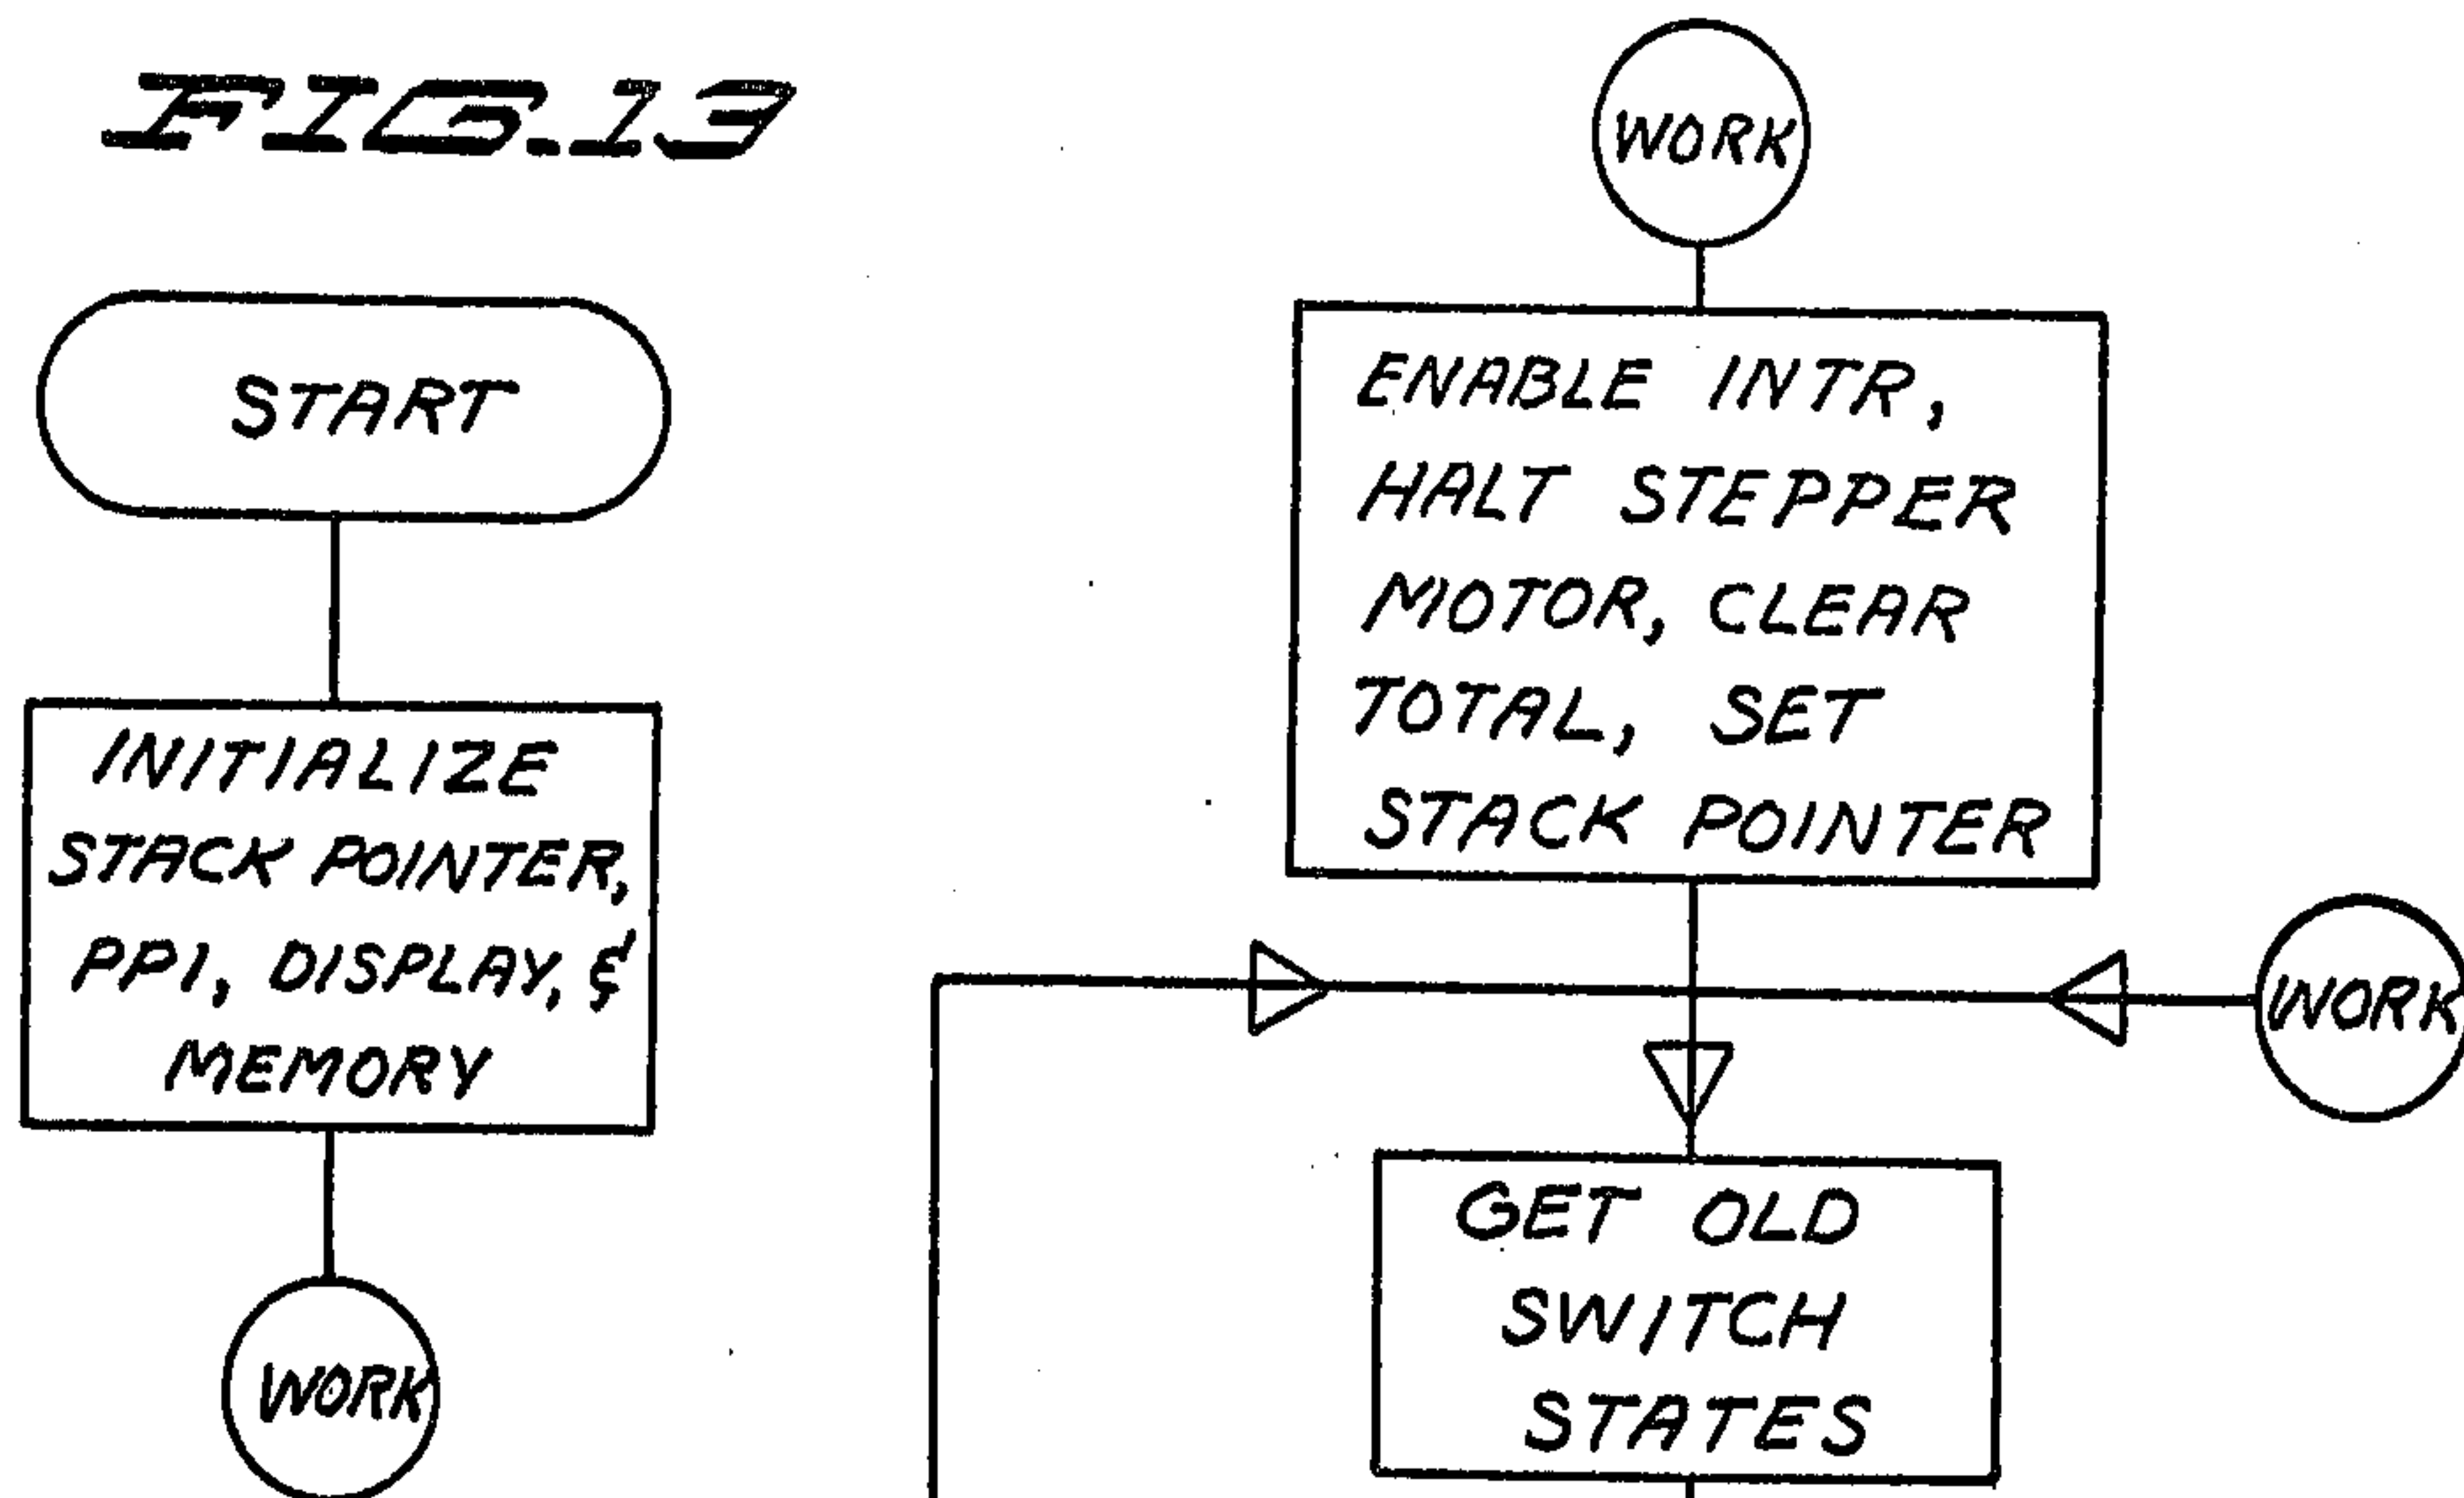 FIG. 13
START
INITIALIZE
STACK POINTER,
PPI, DISPLAY, &
MEMORY
WORK
WORK
ENABLE INTR,
HALT STEPPER
MOTOR, CLEAR
TOTAL, SET
STACK POINTER
WORK
GET OLD
SWITCH
STATES